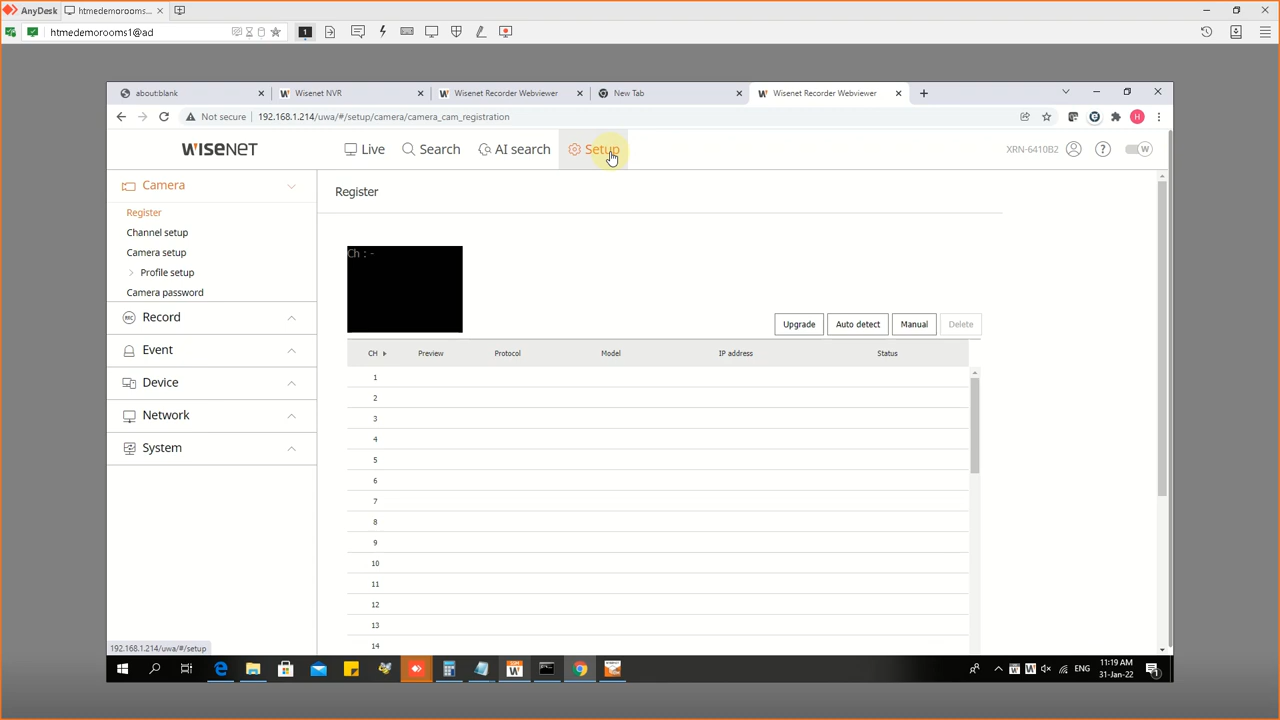 AnyDesk
htmedemorooms...
htmedemorooms1@ad
1
about:blank
Wisenet NVR
Wisenet Recorder Webviewer
New Tab
Wisenet Recorder Webviewer
Not secure
192.168.1.214/uwa/#/setup/camera/camera_cam_registration
H
WISENET
Live
Search
AI search
Setup
XRN-6410B2
?
W
Camera
Register
Channel setup
Camera setup
Profile setup
Camera password
REC Record
Event
Device
Network
System
Register
Ch : -
Upgrade
Auto detect
Manual
Delete
CH Preview Protocol Model IP address Status
1
2
3
4
5
6
7
8
9
10
11
12
13
14
192.168.1.214/uwa/#/setup
ENG
11:19 AM
31-Jan-22
1